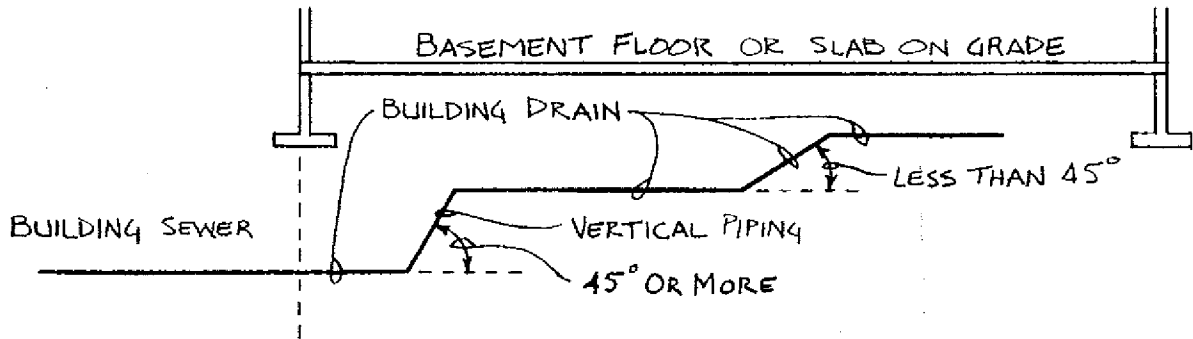 BASEMENT FLOOR OR SLAB ON GRADE
BUILDING DRAIN
LESS THAN 45°
BUILDING SEWER
VERTICAL PIPING
45° OR MORE